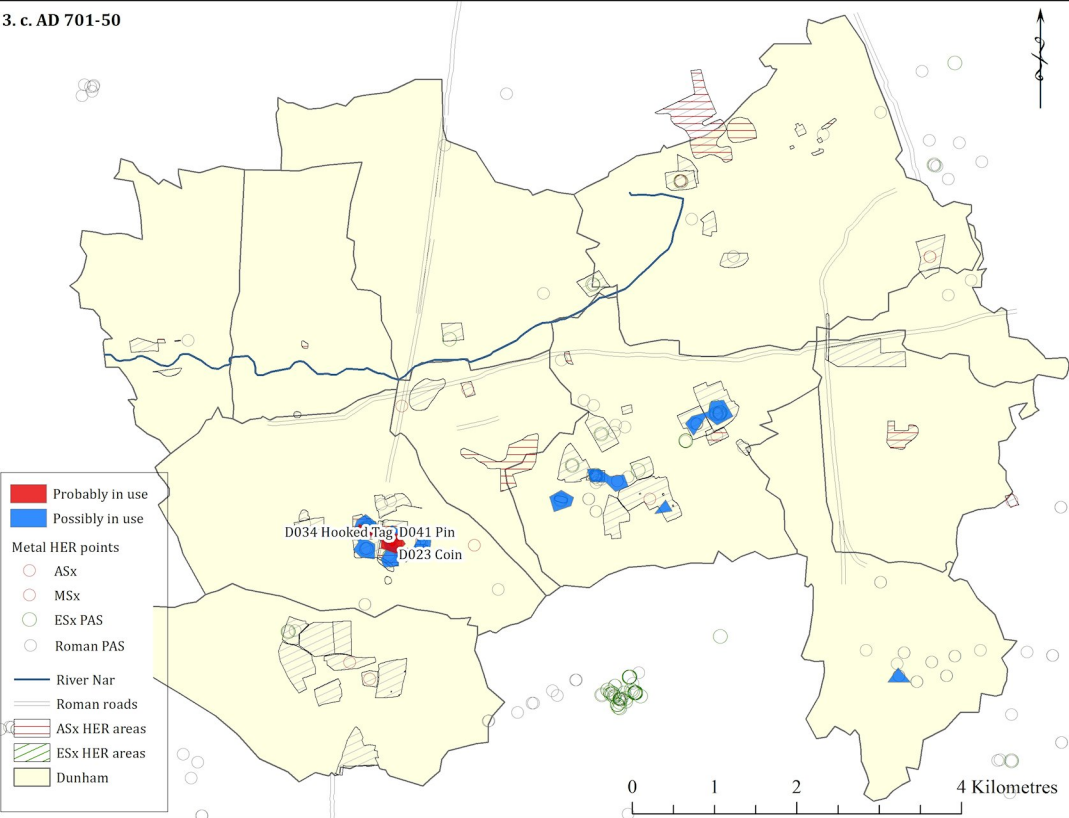 3. c. AD 701-50
D034 Hooked Tag
D041 Pin
D023 Coin
Probably in use
Possibly in use
Metal HER points
ASx
MSx
ESx PAS
Roman PAS
River Nar
Roman roads
ASx HER areas
ESx HER areas
Dunham
0 1 2 4 Kilometres